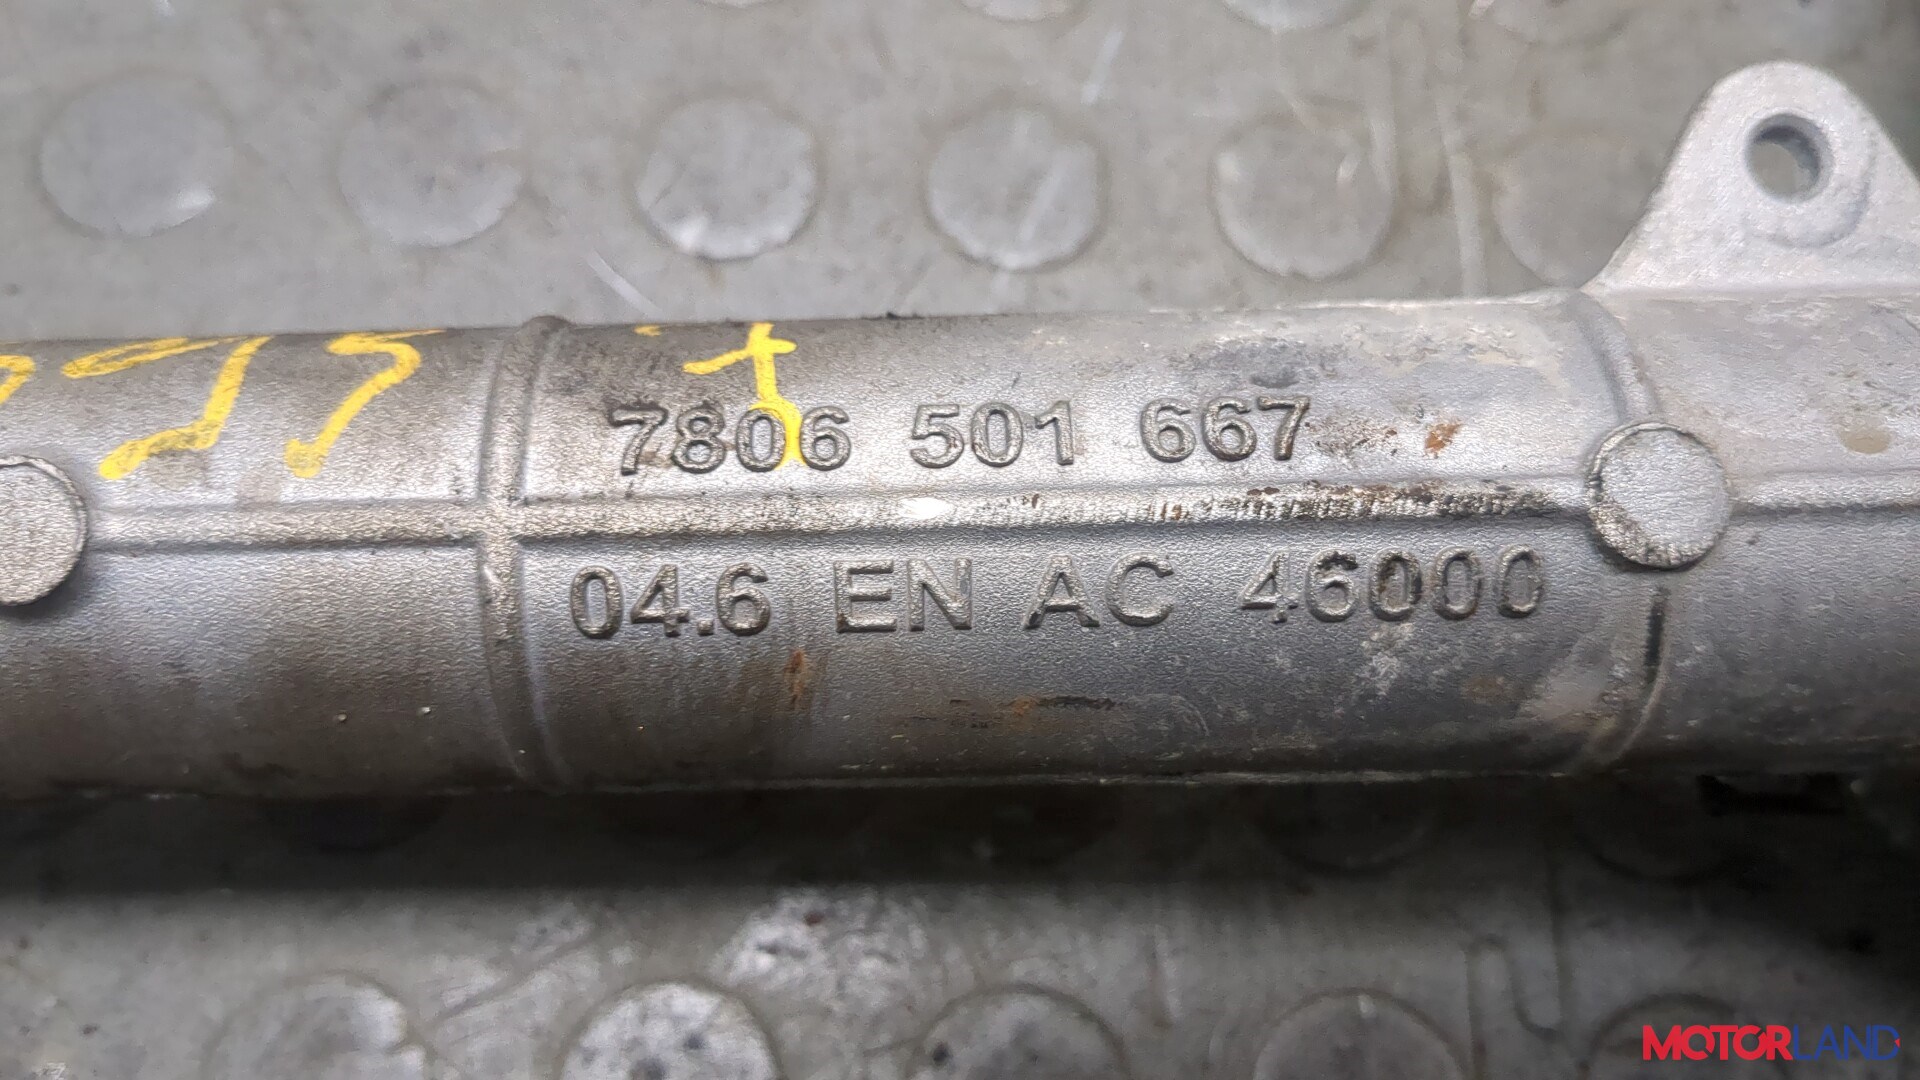 7806 501 667
04.6 EN AC 46000
MOTORLAND